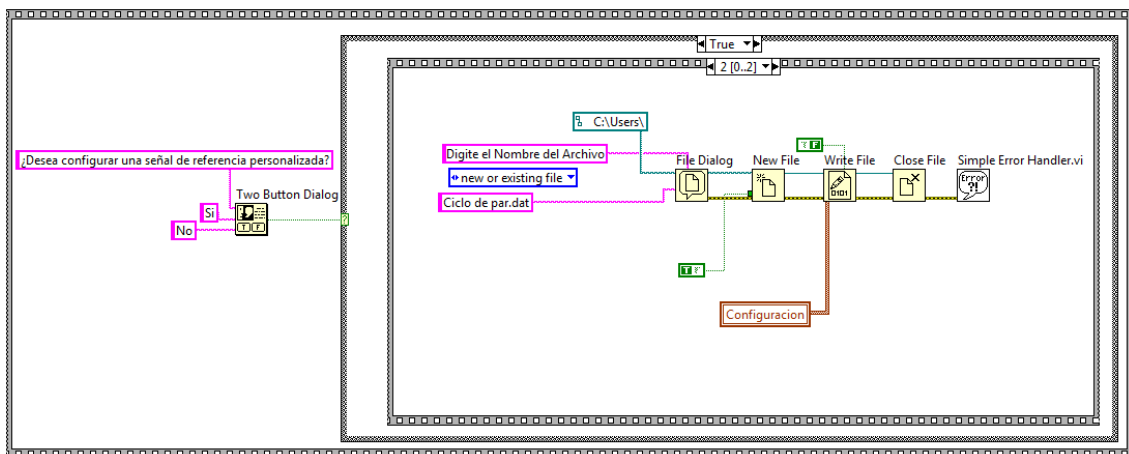 True
2 [0..2]
C:\Users\
¿Desea configurar una señal de referencia personalizada?
Digite el Nombre del Archivo
File Dialog
New File
Write File
Close File
Simple Error Handler.vi
new or existing file
Error
?!
0101
Two Button Dialog
Ciclo de par.dat
Si
T F
No
?
F
T
Configuracion